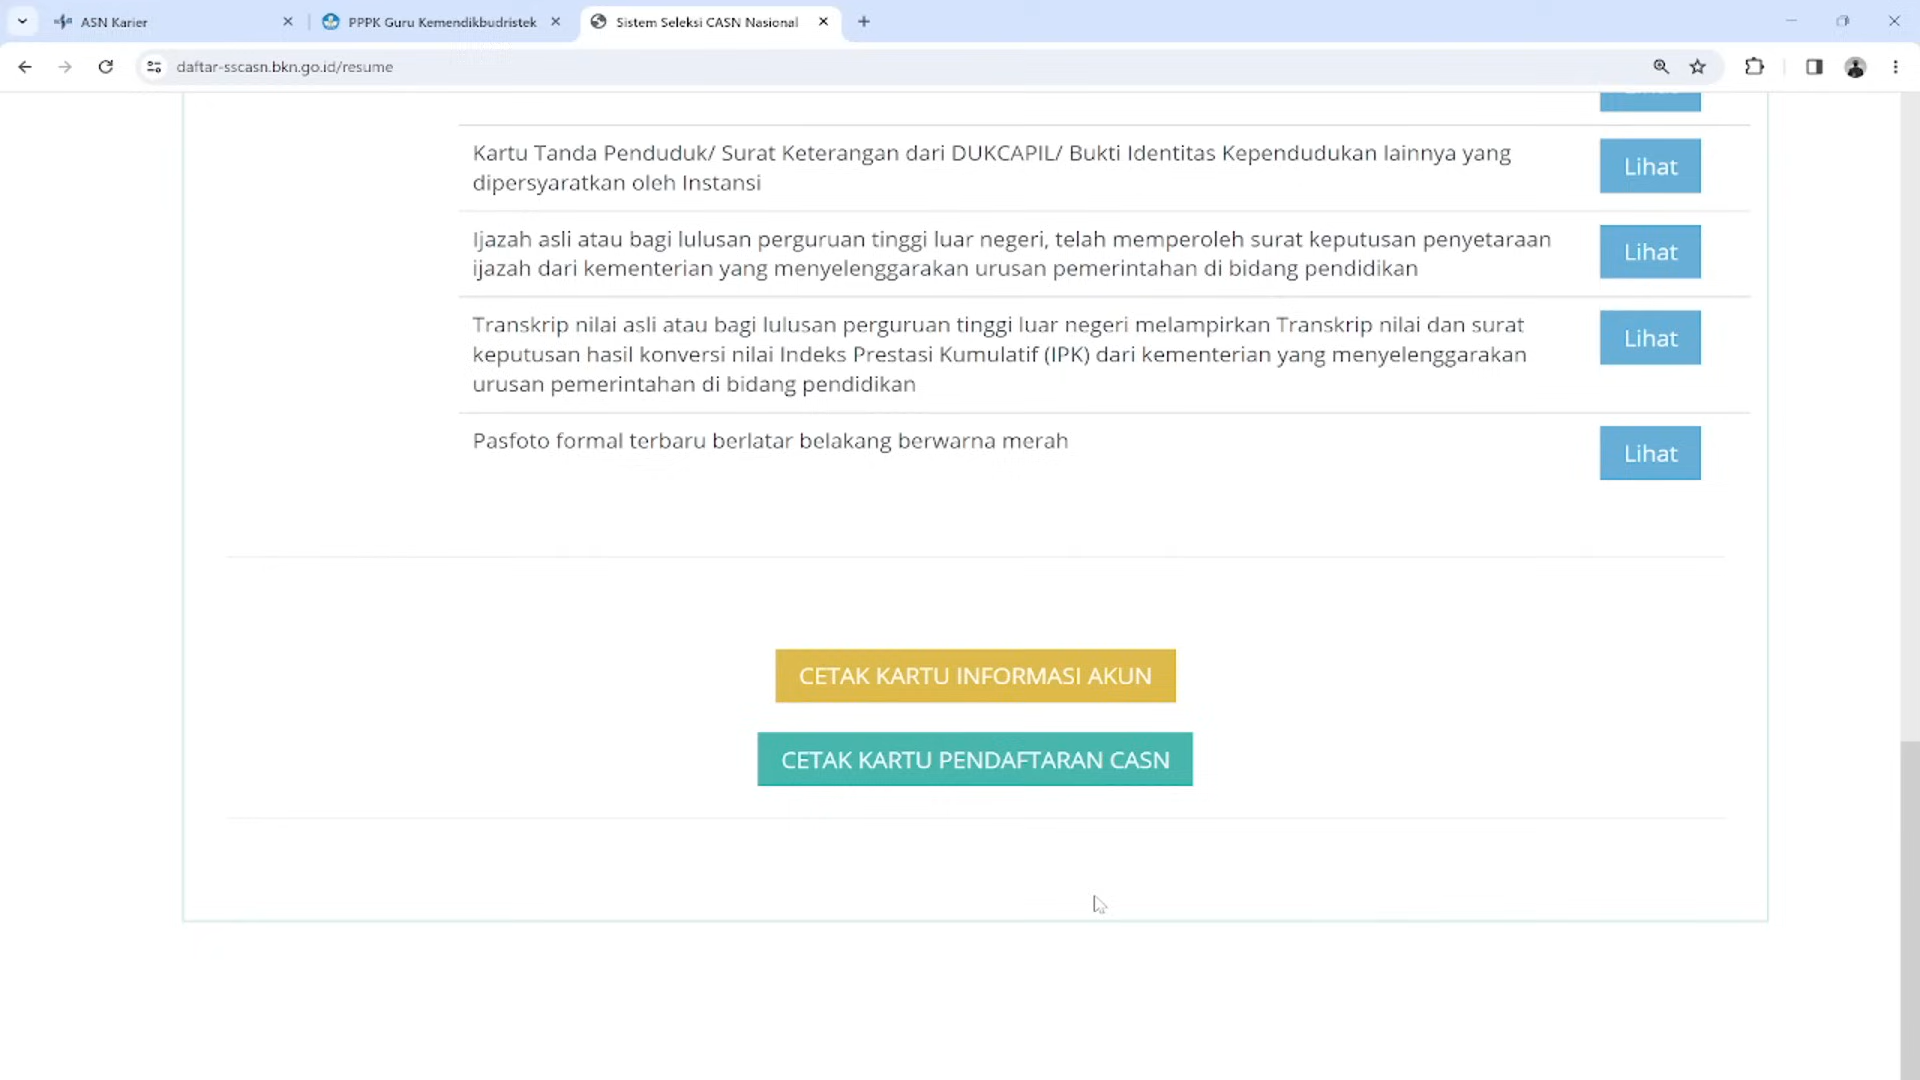 ASN Karier
PPPK Guru Kemendikbudristek
Sistem Seleksi CASN Nasional
daftar-sscasn.bkn.go.id/resume
Kartu Tanda Penduduk/ Surat Keterangan dari DUKCAPIL/ Bukti Identitas Kependudukan lainnya yang
dipersyaratkan oleh Instansi
Lihat
Ijazah asli atau bagi lulusan perguruan tinggi luar negeri, telah memperoleh surat keputusan penyetaraan
ijazah dari kementerian yang menyelenggarakan urusan pemerintahan di bidang pendidikan
Lihat
Transkrip nilai asli atau bagi lulusan perguruan tinggi luar negeri melampirkan Transkrip nilai dan surat
keputusan hasil konversi nilai Indeks Prestasi Kumulatif (IPK) dari kementerian yang menyelenggarakan
urusan pemerintahan di bidang pendidikan
Lihat
Pasfoto formal terbaru berlatar belakang berwarna merah
Lihat
CETAK KARTU INFORMASI AKUN
CETAK KARTU PENDAFTARAN CASN